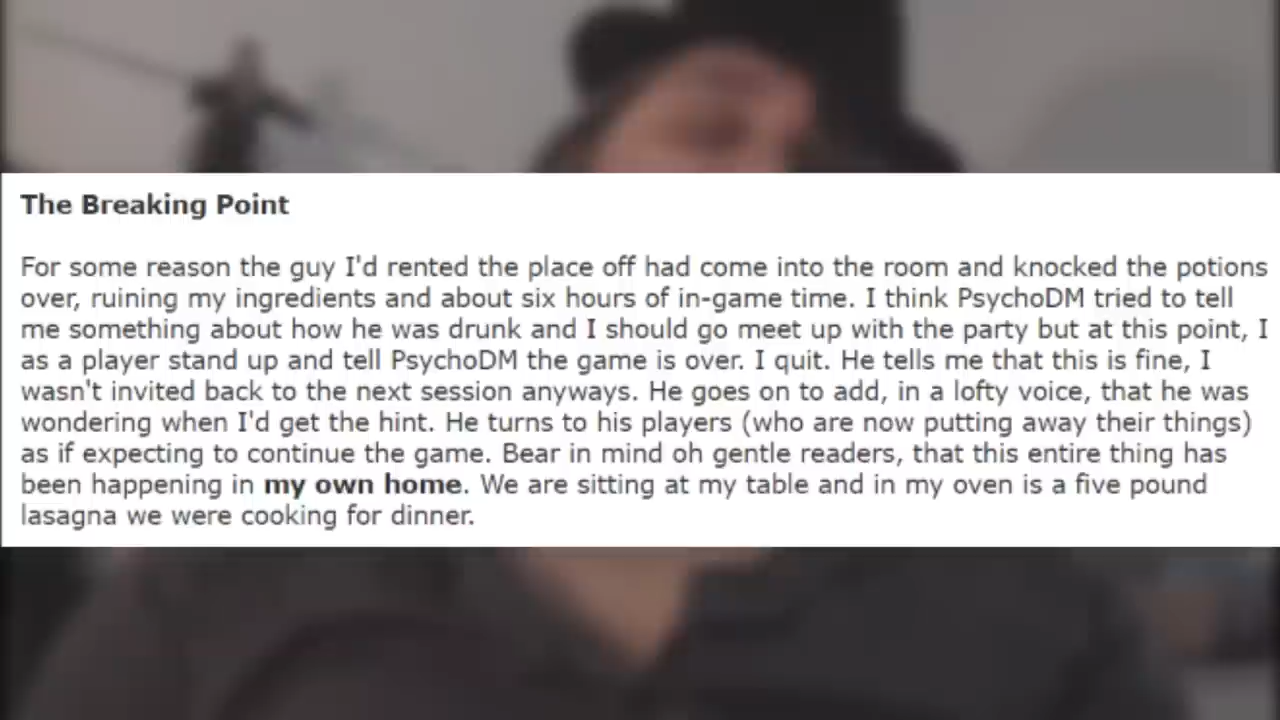 The Breaking Point
For some reason the guy I'd rented the place off had come into the room and knocked the potions
over, ruining my ingredients and about six hours of in-game time. I think PsychoDM tried to tell
me something about how he was drunk and I should go meet up with the party but at this point, I
as a player stand up and tell PsychoDM the game is over. I quit. He tells me that this is fine, I
wasn't invited back to the next session anyways. He goes on to add, in a lofty voice, that he was
wondering when I'd get the hint. He turns to his players (who are now putting away their things)
as if expecting to continue the game. Bear in mind oh gentle readers, that this entire thing has
been happening in my own home. We are sitting at my table and in my oven is a five pound
lasagna we were cooking for dinner.